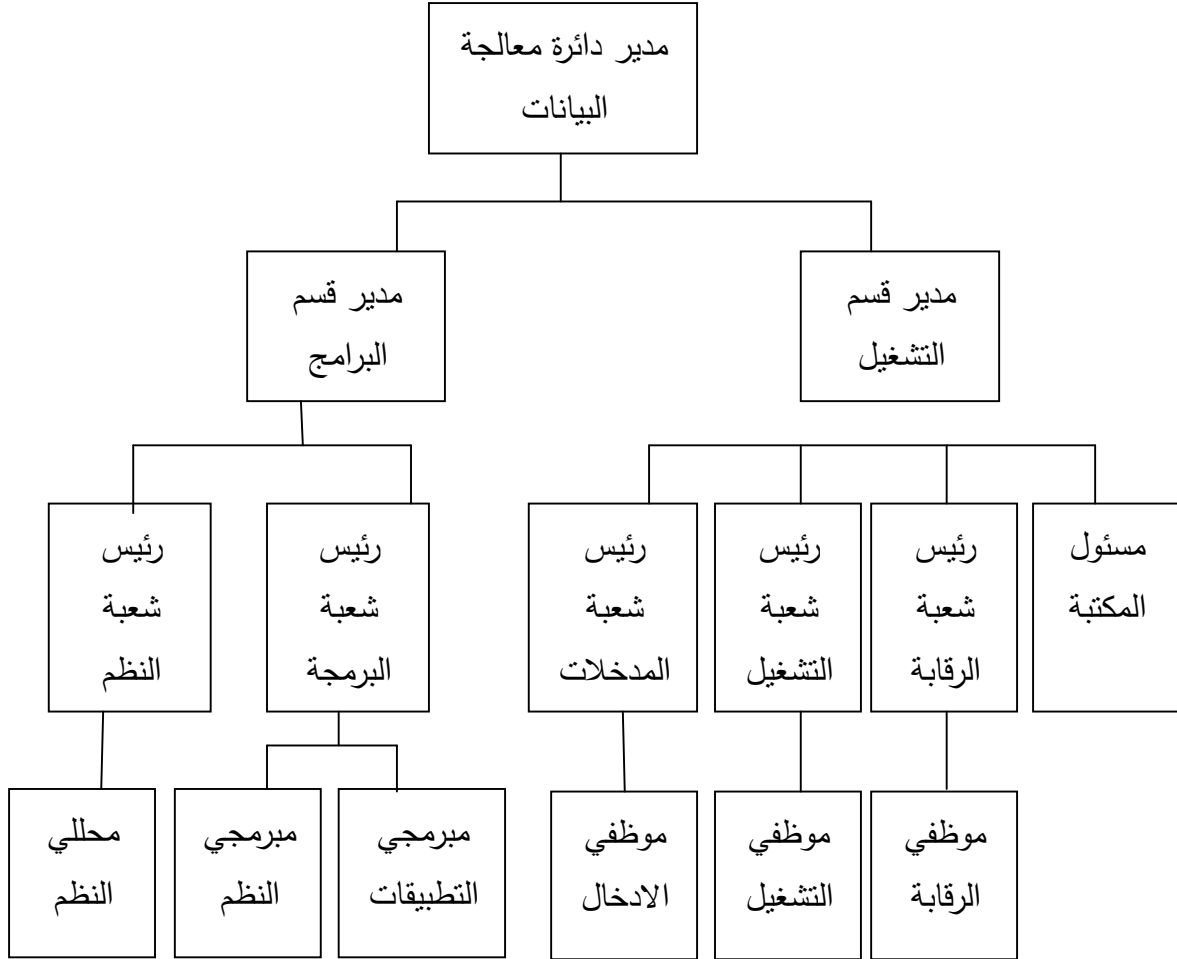 مدير دائرة معالجة
البيانات
مدير قسم
التشغيل
مدير قسم
البرامج
مسئول
المكتبة
رئيس
شعبة
الرقابة
رئيس
شعبة
التشغيل
رئيس
شعبة
المدخلات
رئيس
شعبة
البرمجة
رئيس
شعبة
النظم
موظفي
الرقابة
موظفي
التشغيل
موظفي
الادخال
مبرمجي
التطبيقات
مبرمجي
النظم
محللي
النظم